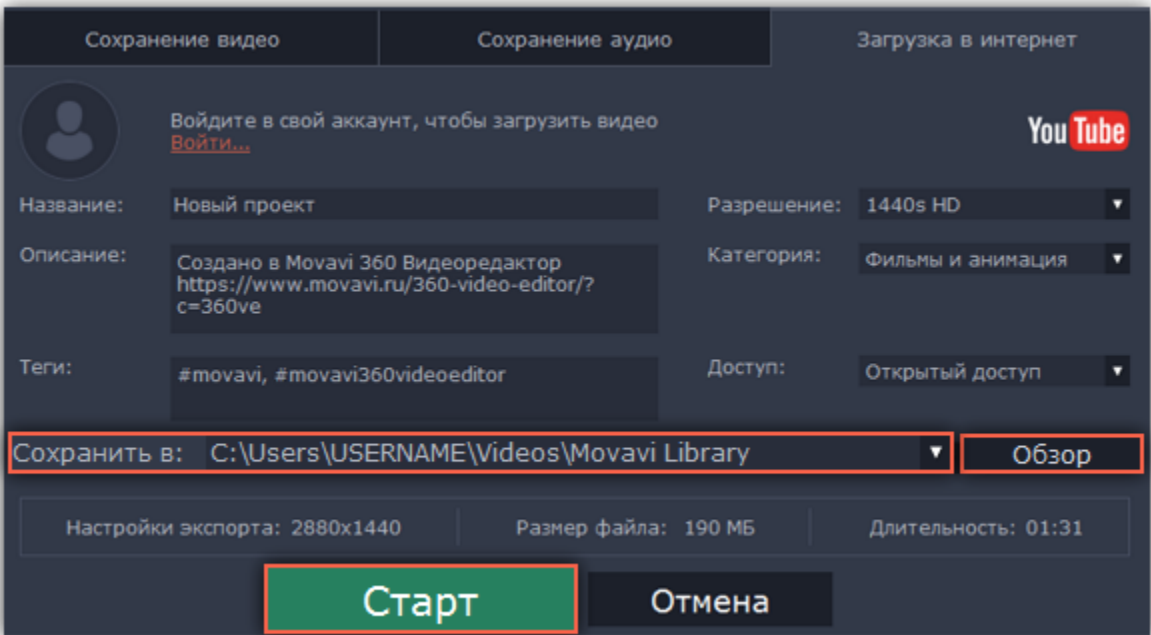 Сохранение видео
Сохранение аудио
Загрузка в интернет
Войдите в свой аккаунт, чтобы загрузить видео
Войти...
YouTube
Название: Новый проект
Разрешение: 1440s HD
Описание: Создано в Movavi 360 Видеоредактор
https://www.movavi.ru/360-video-editor/?
c=360ve
Категория: Фильмы и анимация
Теги: #movavi, #movavi360videoeditor
Доступ: Открытый доступ
Сохранить в: C:\Users\USERNAME\Videos\Movavi Library
Обзор
Настройки экспорта: 2880x1440
Размер файла: 190 МБ
Длительность: 01:31
Старт
Отмена